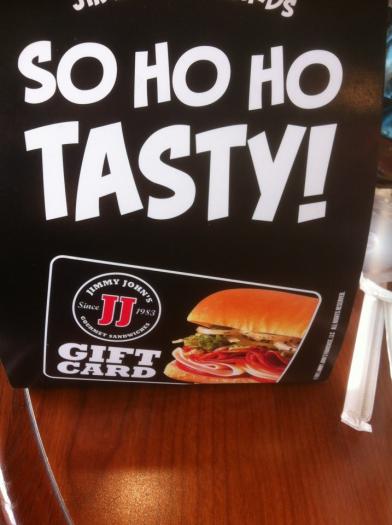 SO HO HO
TASTY!
JIMMY JOHN'S
Since JJ 1983
GOURMET SANDWICHES
GIFT
CARD